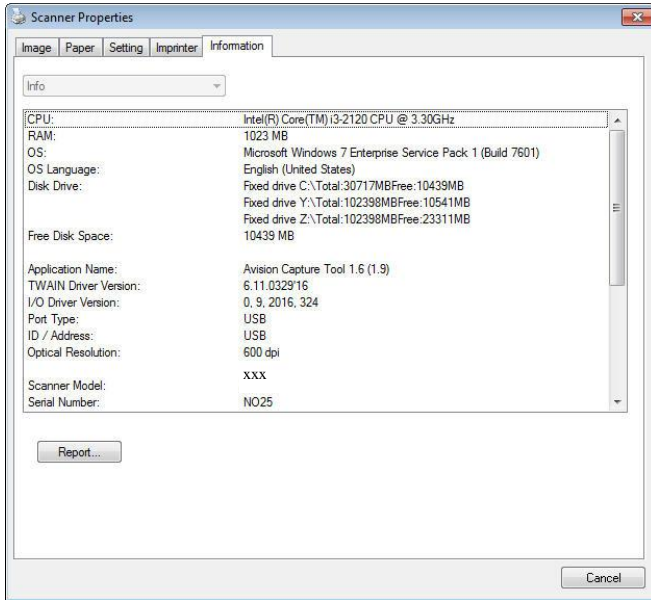 Scanner Properties
Image Paper Setting Imprinter Information
Info
CPU: Intel(R) Core(TM) i3-2120 CPU @ 3.30GHz
RAM: 1023 MB
OS: Microsoft Windows 7 Enterprise Service Pack 1 (Build 7601)
OS Language: English (United States)
Disk Drive: Fixed drive C:\Total:30717MBFree:10439MB
Fixed drive Y:\Total:102398MBFree:10541MB
Fixed drive Z:\Total:102398MBFree:23311MB
Free Disk Space: 10439 MB
Application Name: Avision Capture Tool 1.6 (1.9)
TWAIN Driver Version: 6.11.0329'16
I/O Driver Version: 0, 9, 2016, 324
Port Type: USB
ID / Address: USB
Optical Resolution: 600 dpi
Scanner Model: xxx
Serial Number: NO25
Report...
Cancel